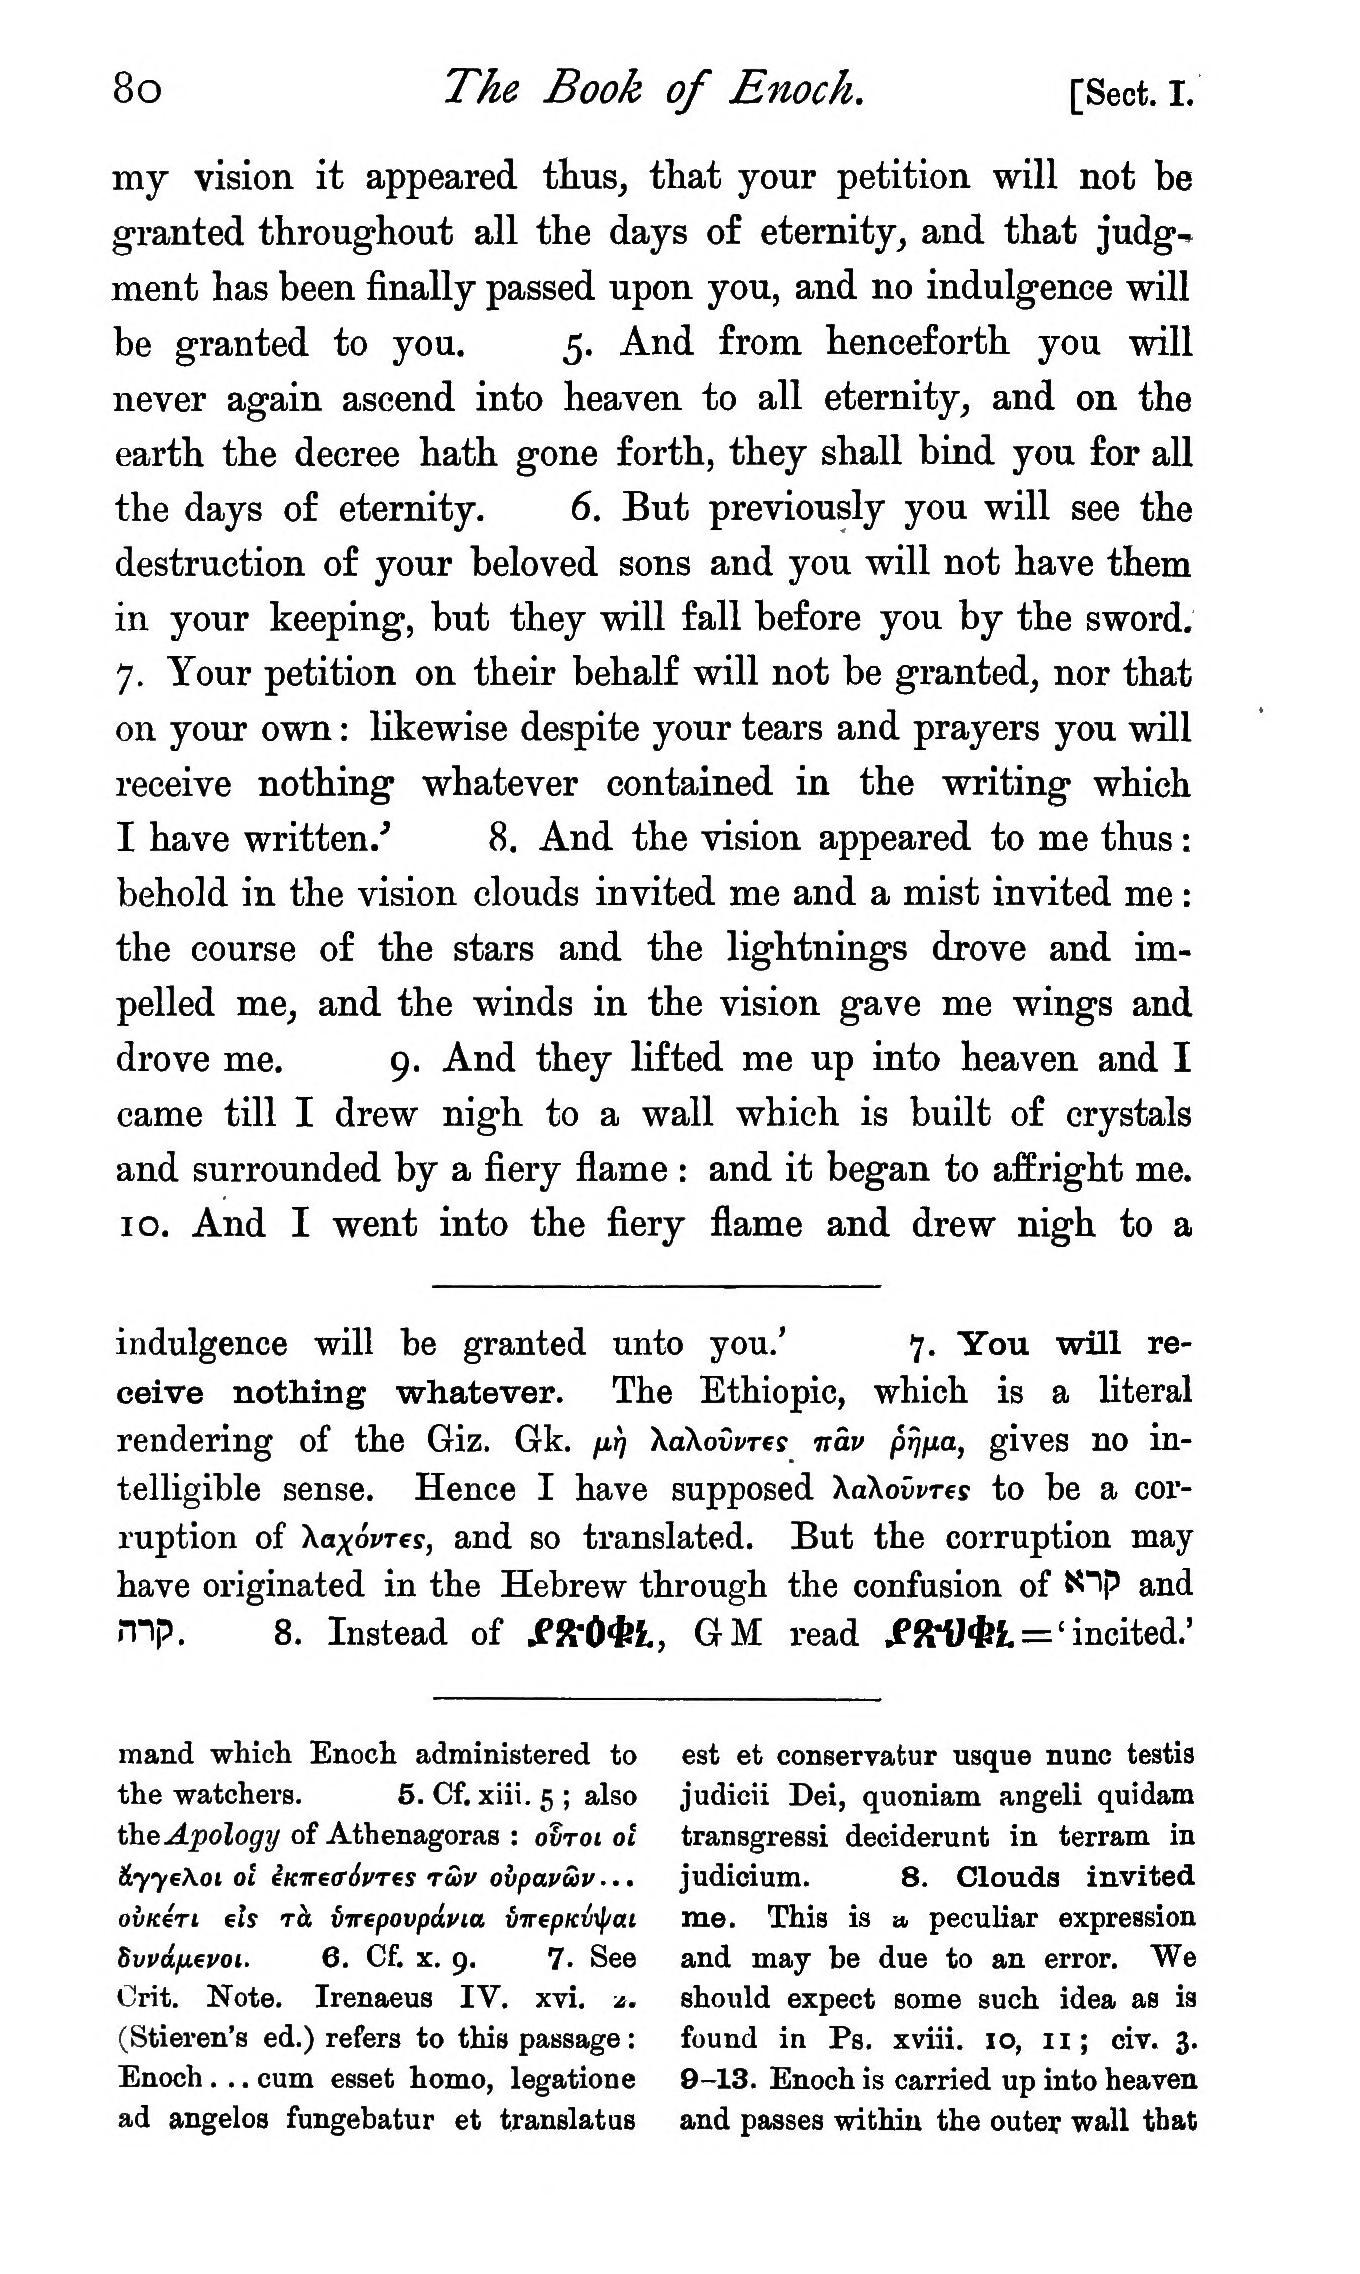 80 The Book of Enoch. [Sect. I.
my vision it appeared thus, that your petition will not be
granted throughout all the days of eternity, and that judg-
ment has been finally passed upon you, and no indulgence will
be granted to you. 5. And from henceforth you will
never again ascend into heaven to all eternity, and on the
earth the decree hath gone forth, they shall bind you for all
the days of eternity. 6. But previously you will see the
destruction of your beloved sons and you will not have them
in your keeping, but they will fall before you by the sword.
7. Your petition on their behalf will not be granted, nor that
on your own: likewise despite your tears and prayers you will
receive nothing whatever contained in the writing which
I have written.’ 8. And the vision appeared to me thus:
behold in the vision clouds invited me and a mist invited me:
the course of the stars and the lightnings drove and im-
pelled me, and the winds in the vision gave me wings and
drove me. 9. And they lifted me up into heaven and I
came till I drew nigh to a wall which is built of crystals
and surrounded by a fiery flame: and it began to affright me.
10. And I went into the fiery flame and drew nigh to a
indulgence will be granted unto you.’ 7. You will re-
ceive nothing whatever. The Ethiopic, which is a literal
rendering of the Giz. Gk. μὴ λαλοῦντες πᾶν ῥῆμα, gives no in-
telligible sense. Hence I have supposed λαλοῦντες to be a cor-
ruption of λαχόντες, and so translated. But the corruption may
have originated in the Hebrew through the confusion of קרא and
קרה. 8. Instead of ያጽዕቁኒ, G M read ያጽህቁኒ = ‘incited.’
mand which Enoch administered to
the watchers. 5. Cf. xiii. 5; also
the Apology of Athenagoras: οὗτοι οἱ
ἄγγελοι οἱ ἐκπεσόντες τῶν οὐρανῶν...
οὐκέτι εἰς τὰ ὑπερουράνια ὑπερκύψαι
δυνάμενοι. 6. Cf. x. 9. 7. See
Crit. Note. Irenaeus IV. xvi. 2.
(Stieren’s ed.) refers to this passage:
Enoch... cum esset homo, legatione
ad angelos fungebatur et translatus
est et conservatur usque nunc testis
judicii Dei, quoniam angeli quidam
transgressi deciderunt in terram in
judicium. 8. Clouds invited
me. This is a peculiar expression
and may be due to an error. We
should expect some such idea as is
found in Ps. xviii. 10, 11; civ. 3.
9–13. Enoch is carried up into heaven
and passes within the outer wall that